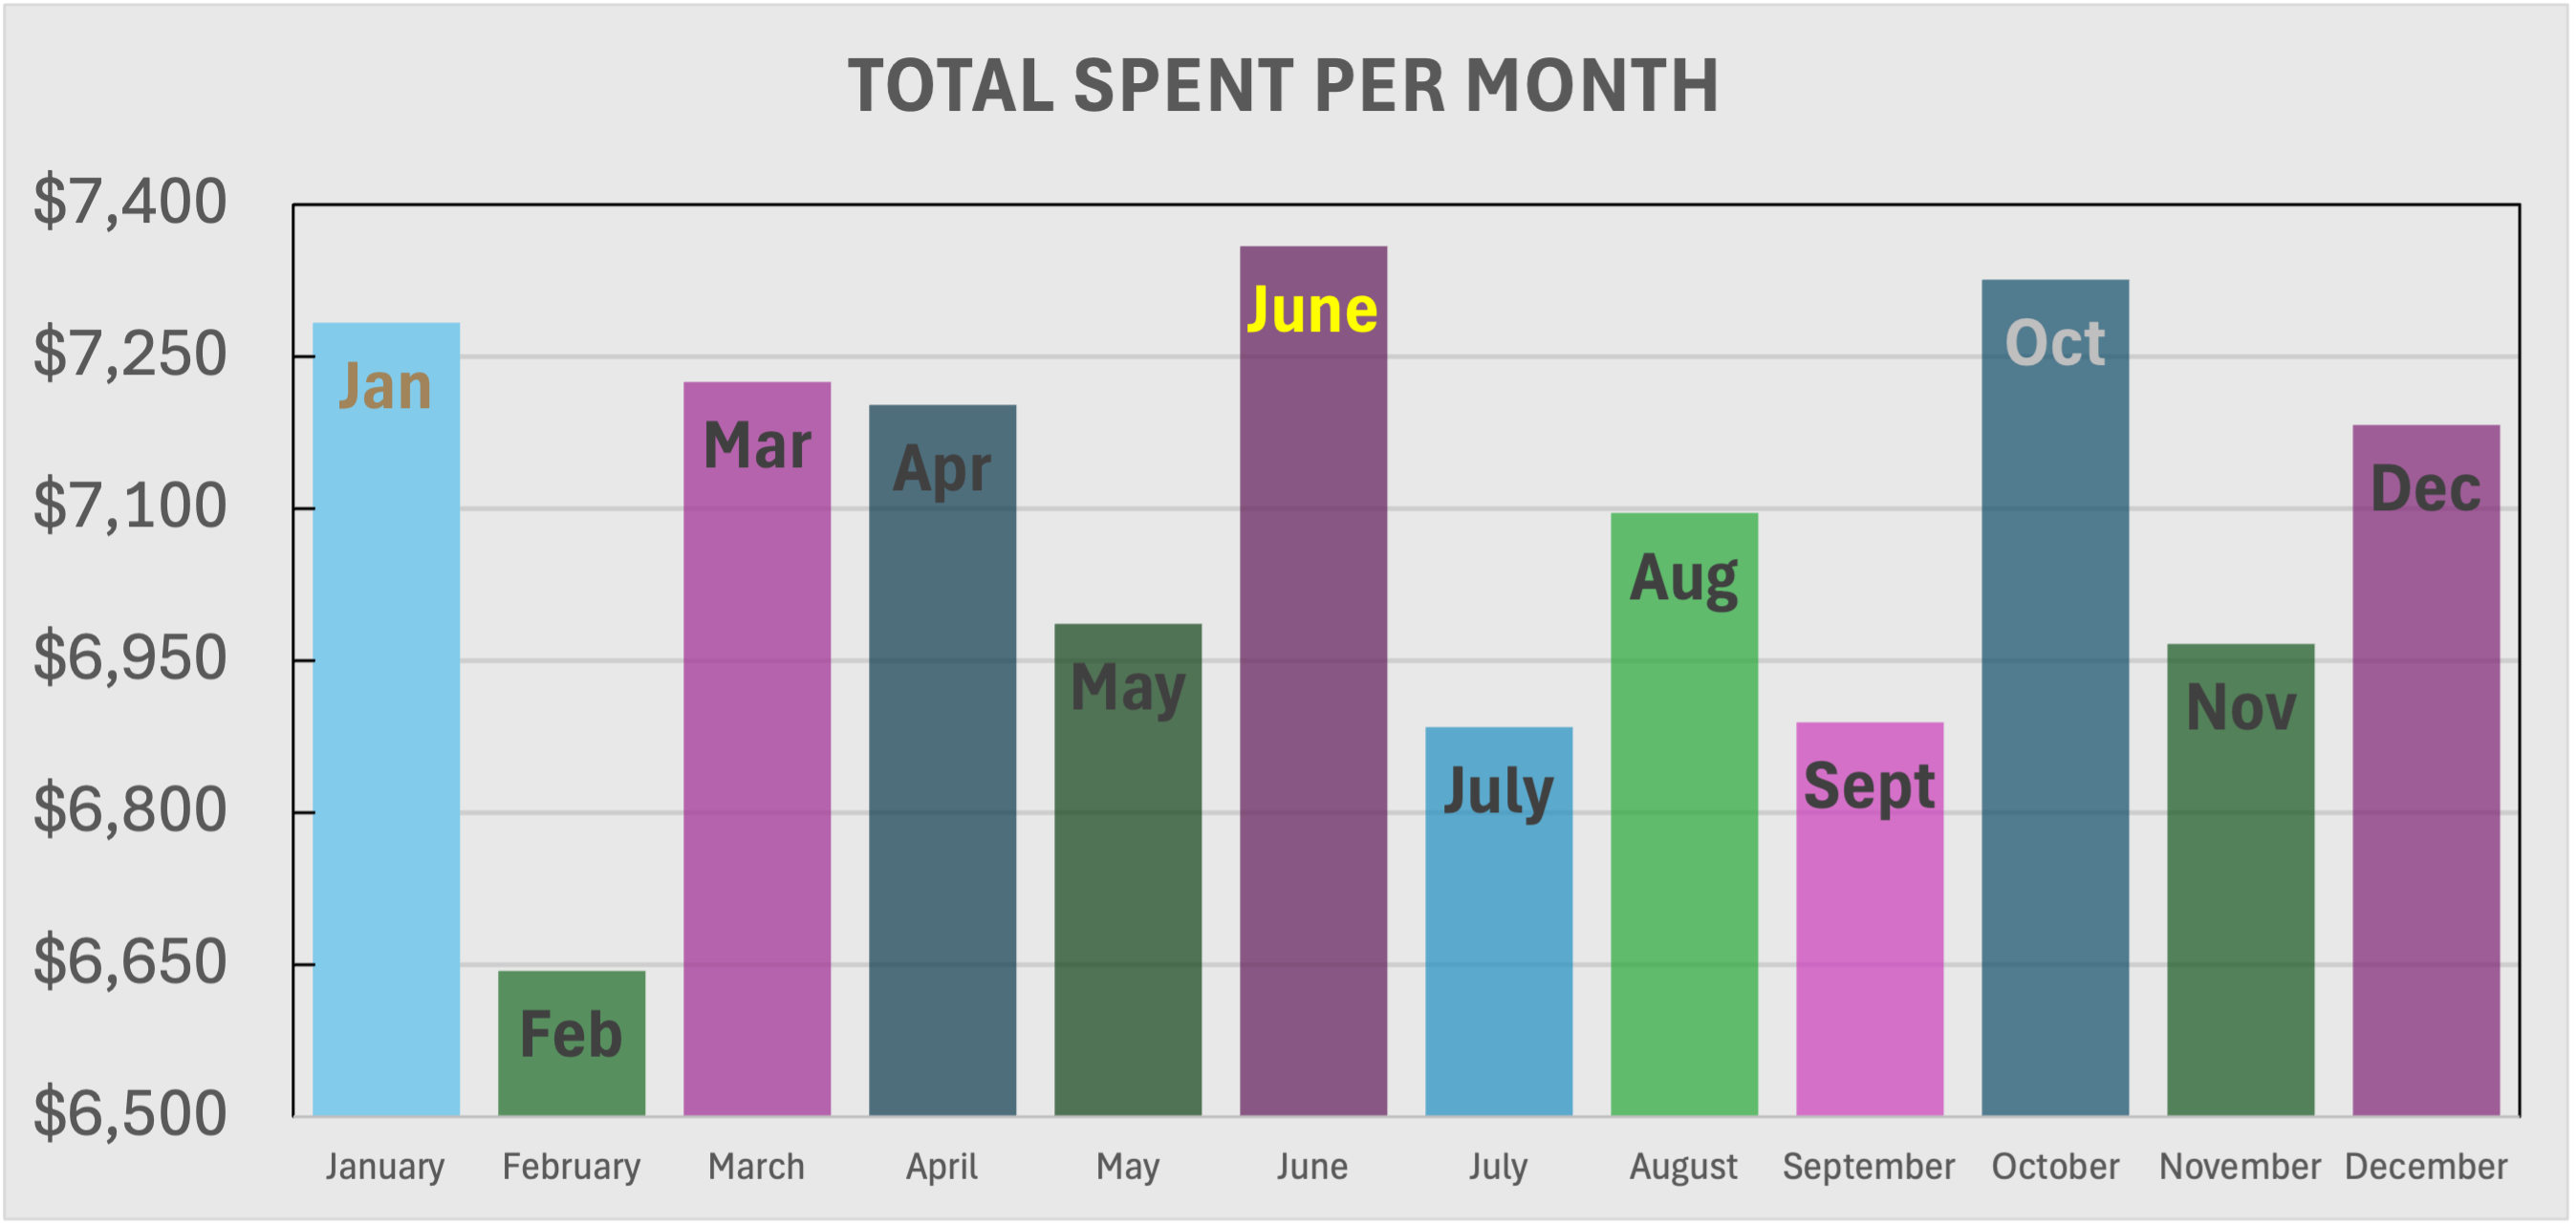 TOTAL SPENT PER MONTH
$7,400
$7,250
$7,100
$6,950
$6,800
$6,650
$6,500
Jan
Feb
Mar
Apr
May
June
July
Aug
Sept
Oct
Nov
Dec
January February March April May June July August September October November December